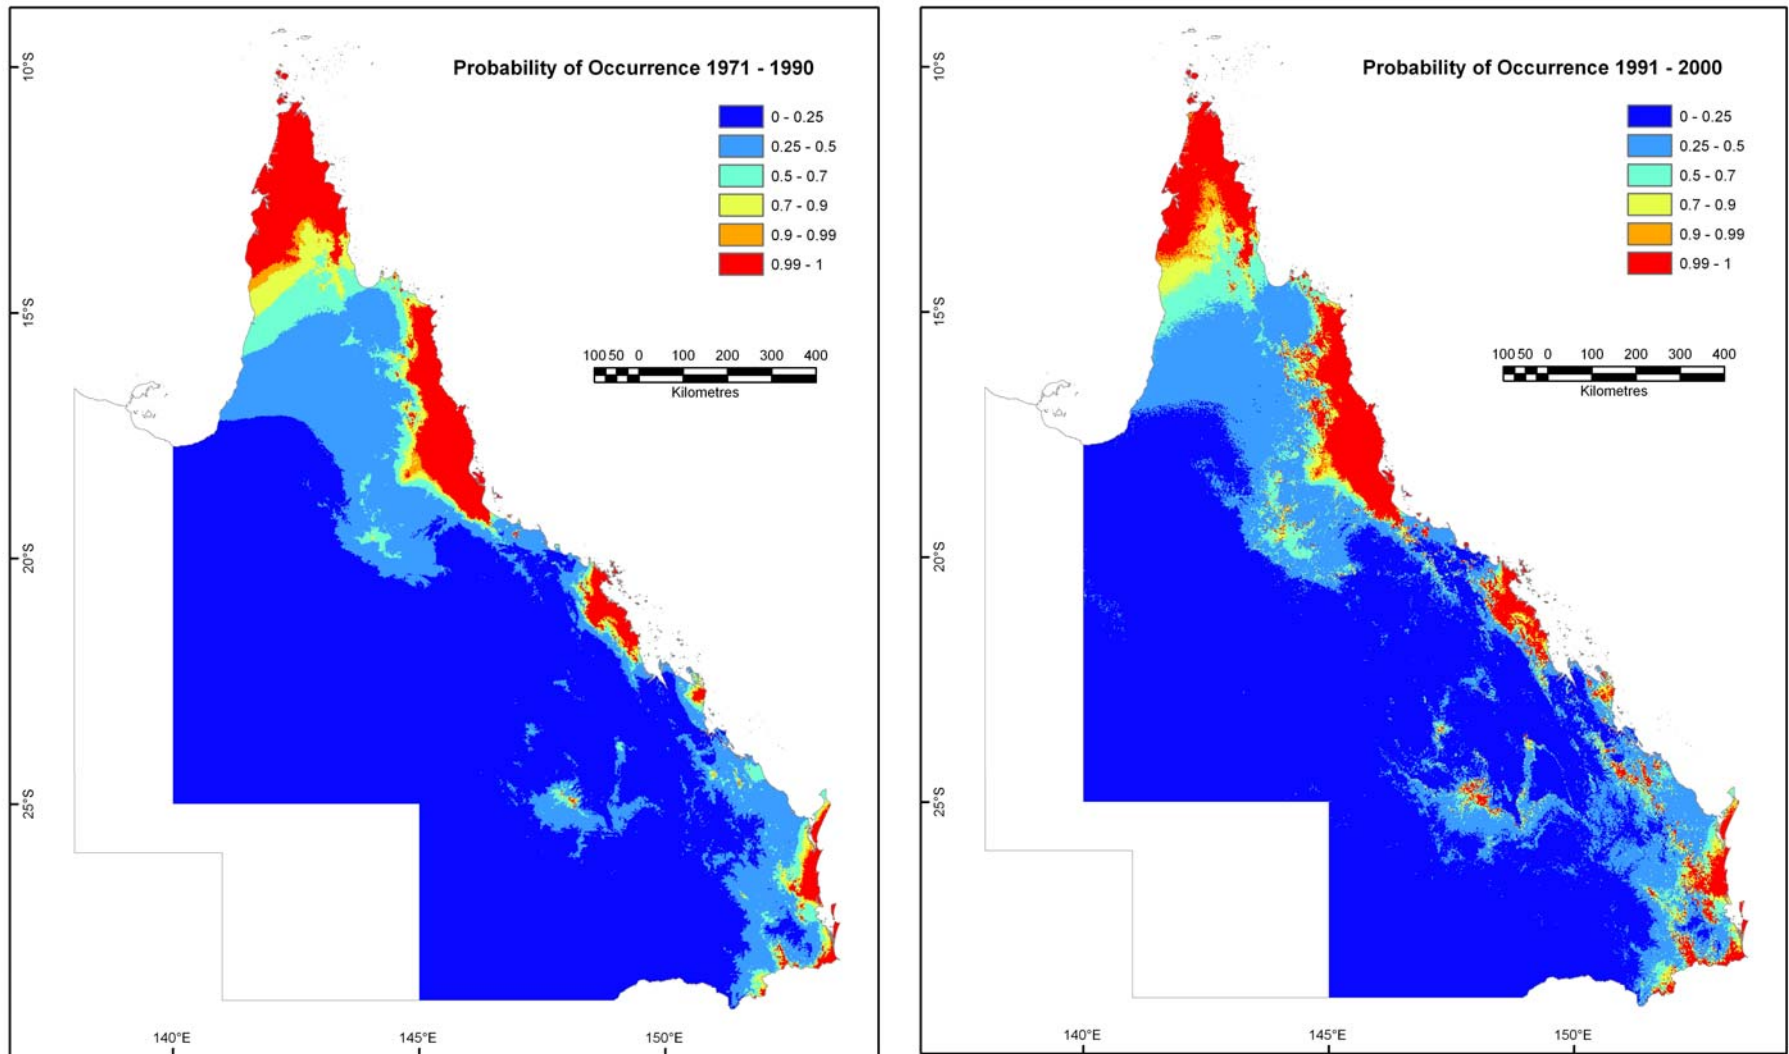 Probability of Occurrence 1971 - 1990
0 - 0.25
0.25 - 0.5
0.5 - 0.7
0.7 - 0.9
0.9 - 0.99
0.99 - 1
100 50 0 100 200 300 400
Kilometres
10°S
15°S
20°S
25°S
140°E 145°E 150°E
Probability of Occurrence 1991 - 2000
0 - 0.25
0.25 - 0.5
0.5 - 0.7
0.7 - 0.9
0.9 - 0.99
0.99 - 1
100 50 0 100 200 300 400
Kilometres
10°S
15°S
20°S
25°S
140°E 145°E 150°E